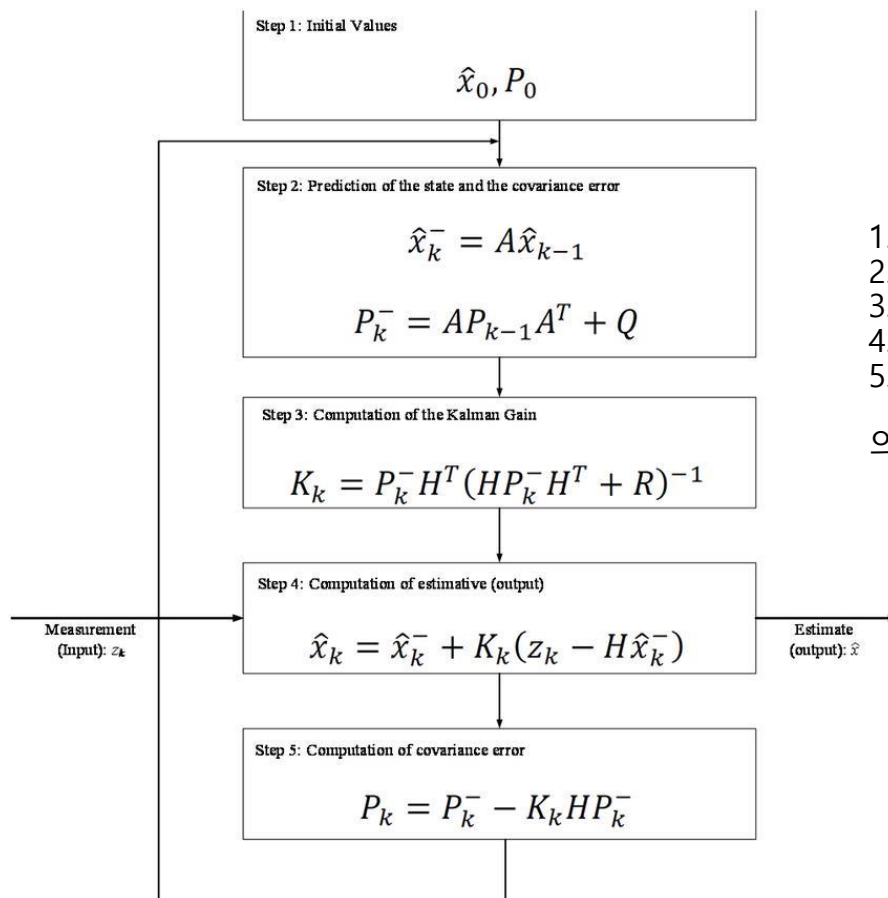 Step 1: Initial Values
x̂₀, P₀
Step 2: Prediction of the state and the covariance error
x̂ₖ⁻ = Ax̂ₖ₋₁
Pₖ⁻ = APₖ₋₁Aᵀ + Q
1.
2.
3.
4.
5.
Step 3: Computation of the Kalman Gain
Kₖ = Pₖ⁻Hᵀ(HPₖ⁻Hᵀ + R)⁻¹
Step 4: Computation of estimative (output)
Measurement
(Input): zₖ
x̂ₖ = x̂ₖ⁻ + Kₖ(zₖ − Hx̂ₖ⁻)
Estimate
(output): x̂
Step 5: Computation of covariance error
Pₖ = Pₖ⁻ − KₖHPₖ⁻